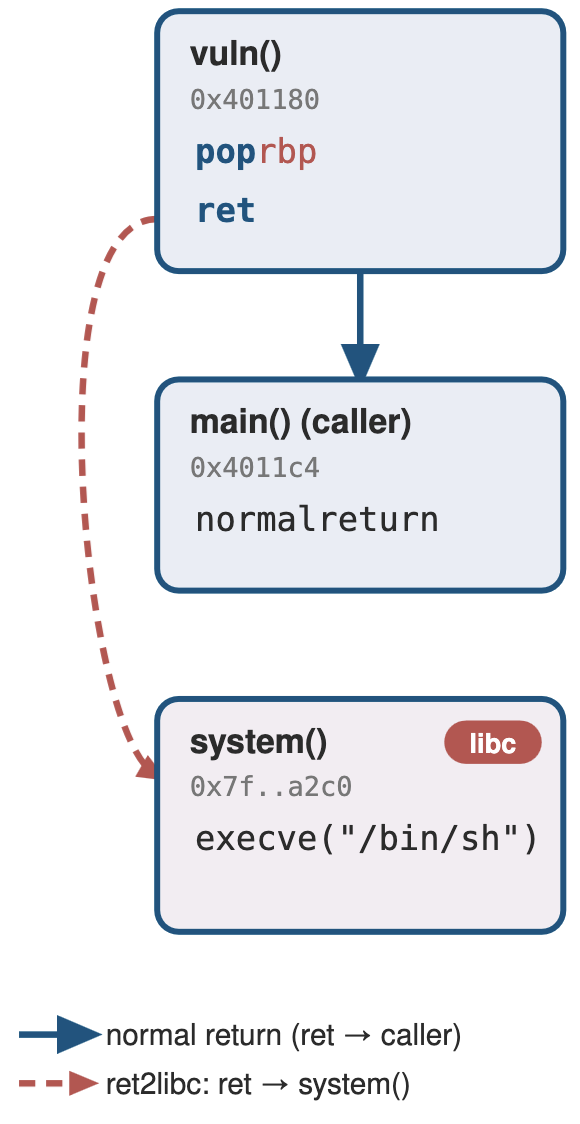 vuln()
0x401180
poprbp
ret
main() (caller)
0x4011c4
normalreturn
system()
libc
0x7f..a2c0
execve("/bin/sh")
normal return (ret → caller)
ret2libc: ret → system()